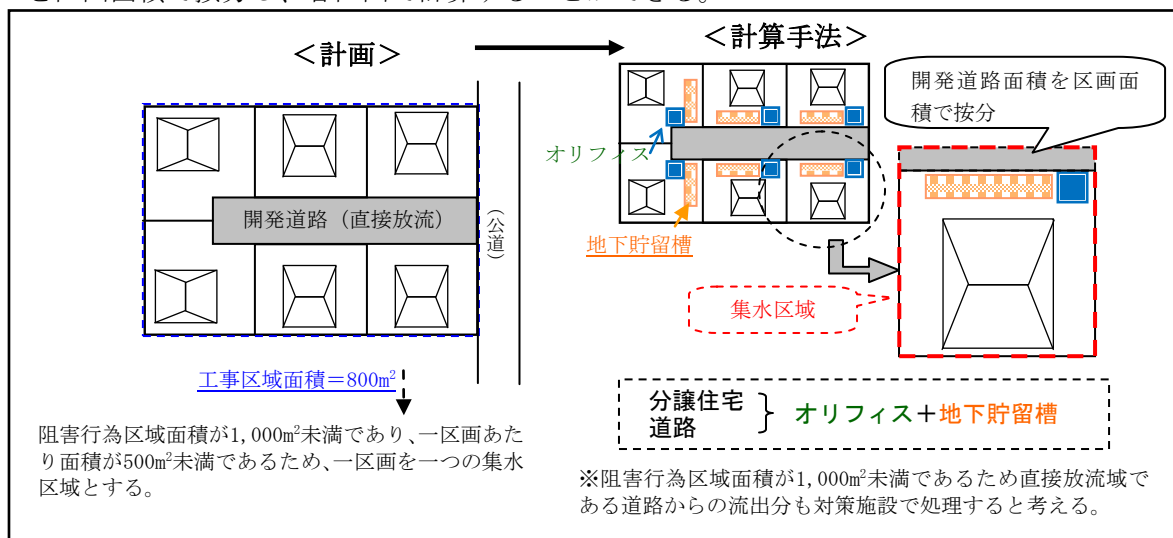 ＜計画＞
＜計算手法＞
開発道路面積を区画面
積で按分
オリフィス
開発道路（直接放流）
（公道）
地下貯留槽
集水区域
工事区域面積＝800m²
阻害行為区域面積が1,000m²未満であり、一区画あた
り面積が500m²未満であるため、一区画を一つの集水
区域とする。
分譲住宅
道路
オリフィス＋地下貯留槽
※阻害行為区域面積が1,000m²未満であるため直接放流域で
ある道路からの流出分も対策施設で処理すると考える。